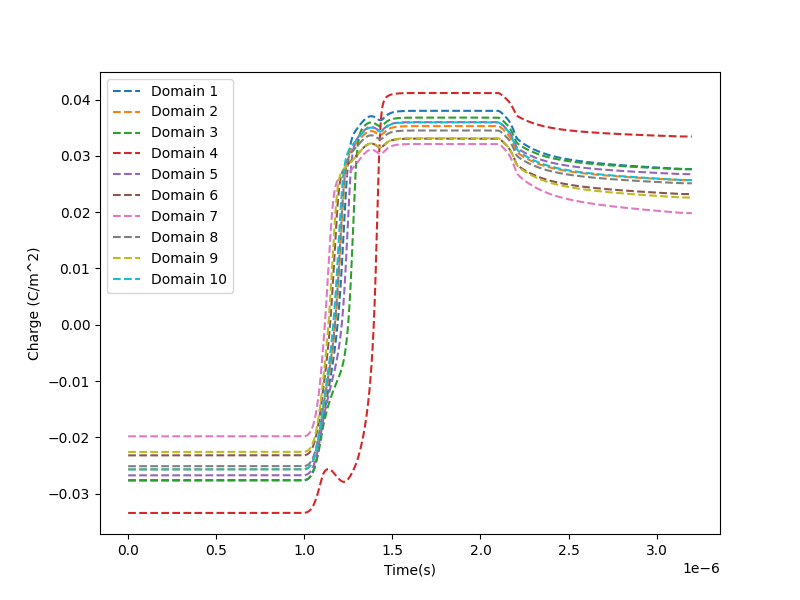 Domain 1
Domain 2
Domain 3
Domain 4
Domain 5
Domain 6
Domain 7
Domain 8
Domain 9
Domain 10
0.04
0.03
0.02
0.01
0.00
−0.01
−0.02
−0.03
Charge (C/m^2)
0.0 0.5 1.0 1.5 2.0 2.5 3.0
Time(s)
1e−6